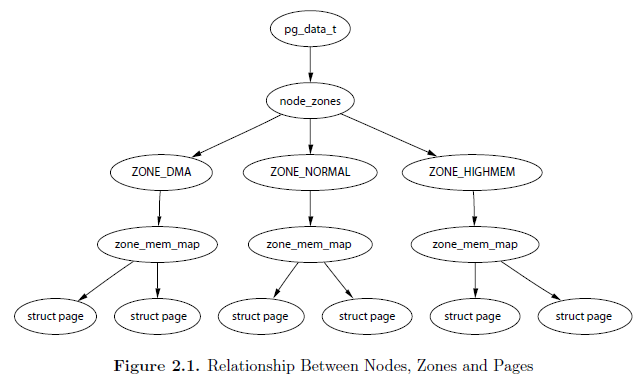 pg_data_t
node_zones
ZONE_DMA ZONE_NORMAL ZONE_HIGHMEM
zone_mem_map zone_mem_map zone_mem_map
struct page struct page struct page struct page struct page struct page
Figure 2.1. Relationship Between Nodes, Zones and Pages